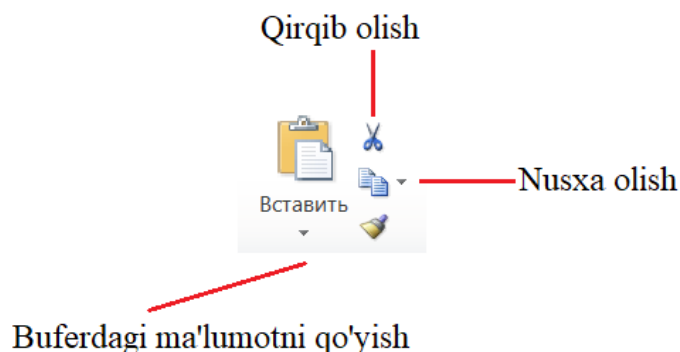 Qirqib olish
Nusxa olish
Вставить
Buferdagi ma'lumotni qo'yish